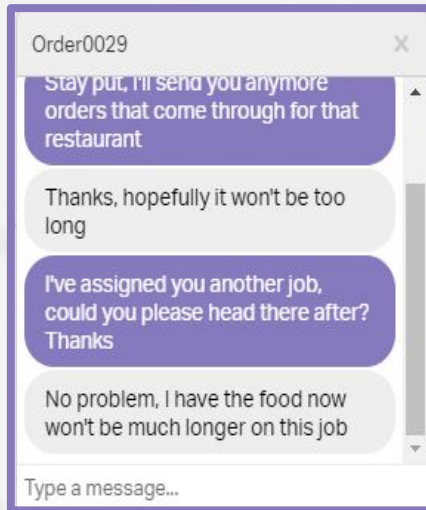 Order0029
X
Stay put, I'll send you anymore
orders that come through for that
restaurant
Thanks, hopefully it won't be too
long
I've assigned you another job,
could you please head there after?
Thanks
No problem, I have the food now
won't be much longer on this job
Type a message...